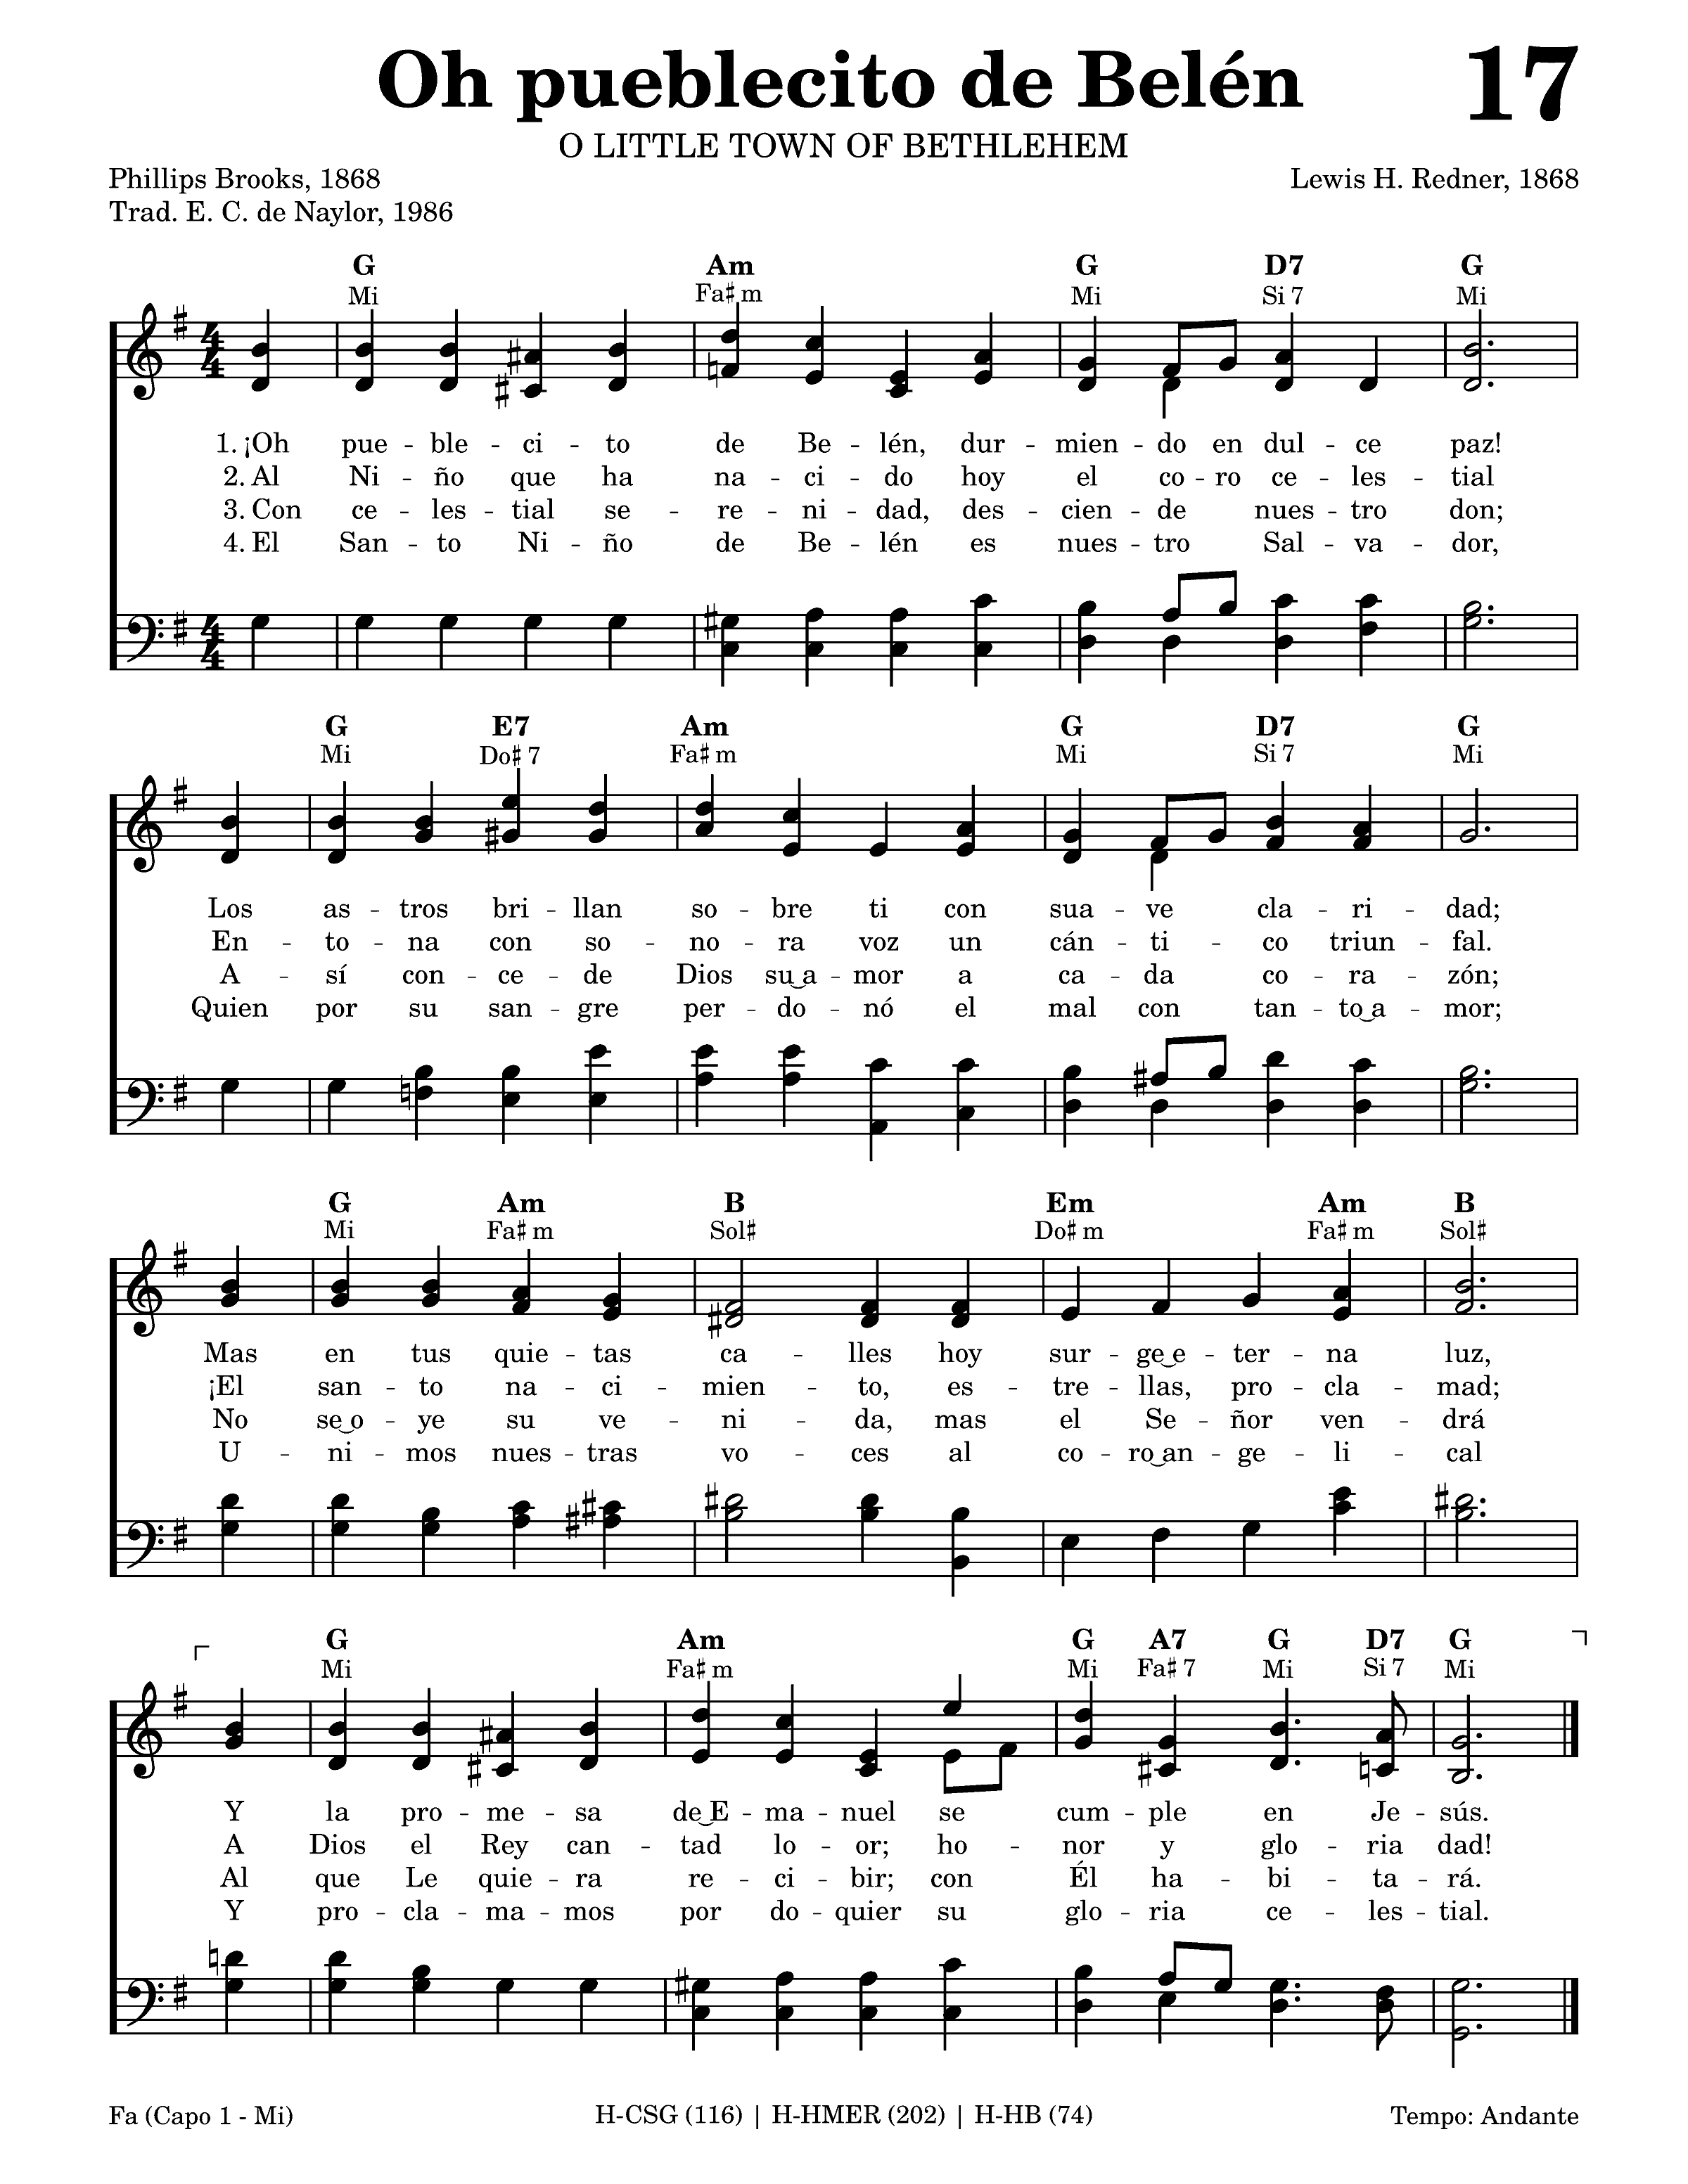 Oh pueblecito de Belén 17
O LITTLE TOWN OF BETHLEHEM
Phillips Brooks, 1868 Lewis H. Redner, 1868
Trad. E. C. de Naylor, 1986
G Am G D7 G
Mi Fa♯m Mi Si 7 Mi
4 4
1. ¡Oh pue -- ble -- ci -- to de Be -- lén, dur -- mien -- do en dul -- ce paz!
2. Al Ni -- ño que ha na -- ci -- do hoy el co -- ro ce -- les -- tial
3. Con ce -- les -- tial se -- re -- ni -- dad, des -- cien -- de nues -- tro don;
4. El San -- to Ni -- ño de Be -- lén es nues -- tro Sal -- va -- dor,
4 4
G E7 Am G D7 G
Mi Do♯7 Fa♯m Mi Si 7 Mi
Los as -- tros bri -- llan so -- bre ti con sua -- ve cla -- ri -- dad;
En -- to -- na con so -- no -- ra voz un cán -- ti -- co triun -- fal.
A -- sí con -- ce -- de Dios su‿a -- mor a ca -- da co -- ra -- zón;
Quien por su san -- gre per -- do -- nó el mal con tan -- to‿a -- mor;
G Am B Em Am B
Mi Fa♯m Sol♯ Do♯m Fa♯m Sol♯
Mas en tus quie -- tas ca -- lles hoy sur -- ge‿e -- ter -- na luz,
¡El san -- to na -- ci -- mien -- to, es -- tre -- llas, pro -- cla -- mad;
No se‿o -- ye su ve -- ni -- da, mas el Se -- ñor ven -- drá
U -- ni -- mos nues -- tras vo -- ces al co -- ro‿an -- ge -- li -- cal
G Am G A7 G D7 G
Mi Fa♯m Mi Fa♯7 Mi Si 7 Mi
Y la pro -- me -- sa de‿E -- ma -- nuel se cum -- ple en Je -- sús.
A Dios el Rey can -- tad lo -- or; ho -- nor y glo -- ria dad!
Al que Le quie -- ra re -- ci -- bir; con Él ha -- bi -- ta -- rá.
Y pro -- cla -- ma -- mos por do -- quier su glo -- ria ce -- les -- tial.
Fa (Capo 1 - Mi) H-CSG (116) | H-HMER (202) | H-HB (74) Tempo: Andante